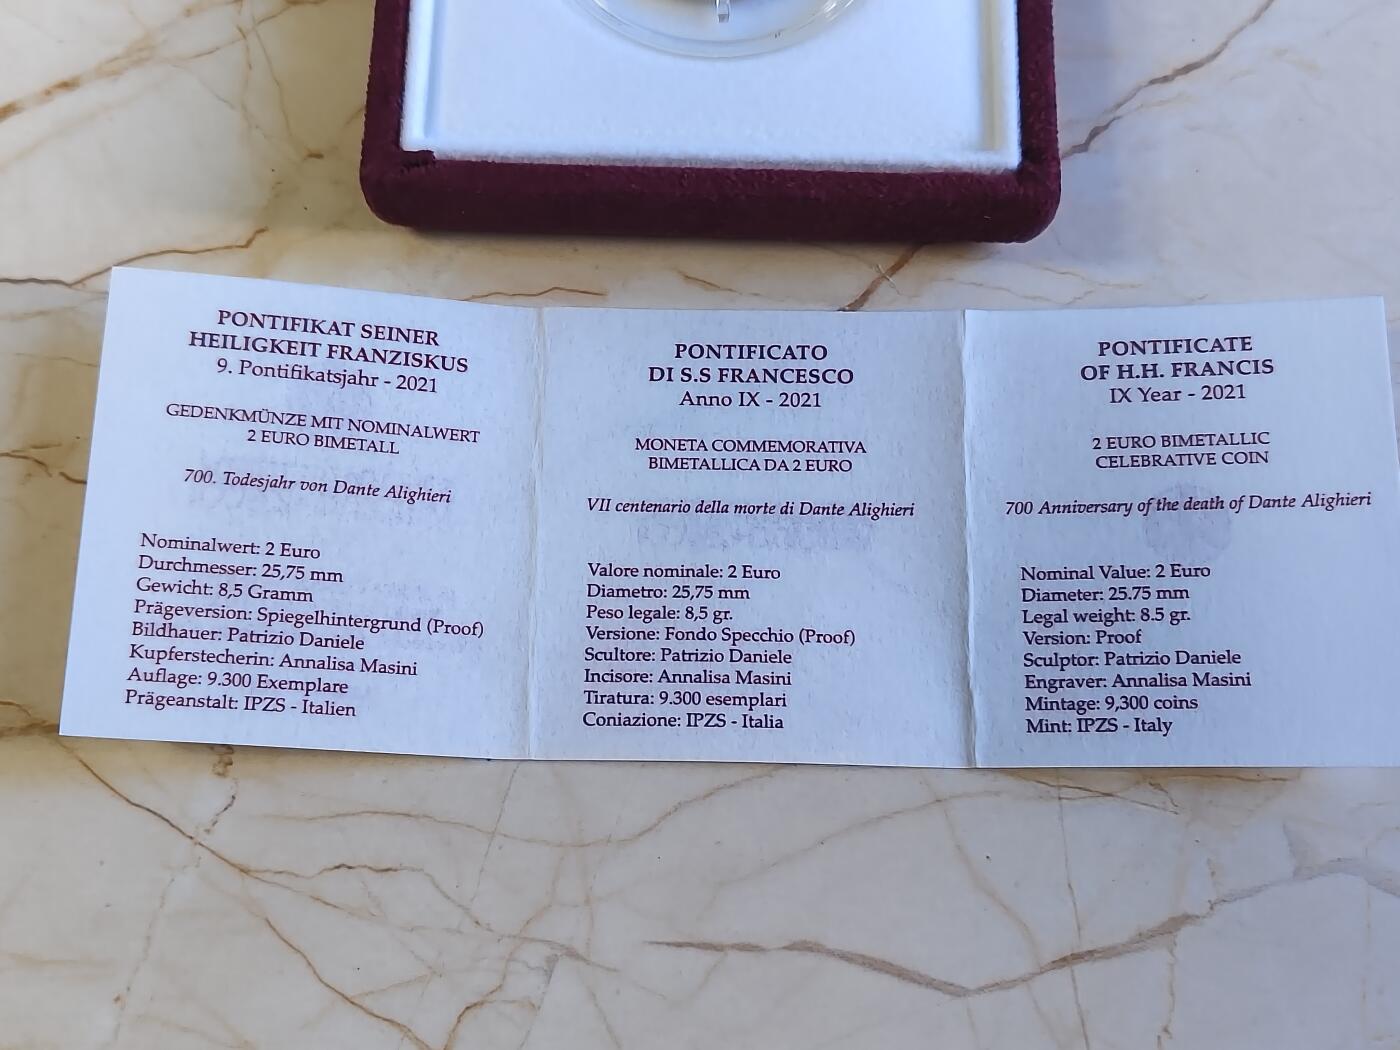 PONTIFIKAT SEINER
HEILIGKEIT FRANZISKUS
9. Pontifikatsjahr - 2021
GEDENKMÜNZE MIT NOMINALWERT
2 EURO BIMETALL
700. Todesjahr von Dante Alighieri
Nominalwert: 2 Euro
Durchmesser: 25,75 mm
Gewicht: 8,5 Gramm
Prägeversion: Spiegelhintergrund (Proof)
Bildhauer: Patrizio Daniele
Kupferstecherin: Annalisa Masini
Auflage: 9.300 Exemplare
Prägeanstalt: IPZS - Italien
PONTIFICATO
DI S.S FRANCESCO
Anno IX - 2021
MONETA COMMEMORATIVA
BIMETALLICA DA 2 EURO
VII centenario della morte di Dante Alighieri
Valore nominale: 2 Euro
Diametro: 25,75 mm
Peso legale: 8,5 gr.
Versione: Fondo Specchio (Proof)
Scultore: Patrizio Daniele
Incisore: Annalisa Masini
Tiratura: 9.300 esemplari
Coniazione: IPZS - Italia
PONTIFICATE
OF H.H. FRANCIS
IX Year - 2021
2 EURO BIMETALLIC
CELEBRATIVE COIN
700 Anniversary of the death of Dante Alighieri
Nominal Value: 2 Euro
Diameter: 25.75 mm
Legal weight: 8.5 gr.
Version: Proof
Sculptor: Patrizio Daniele
Engraver: Annalisa Masini
Mintage: 9,300 coins
Mint: IPZS - Italy